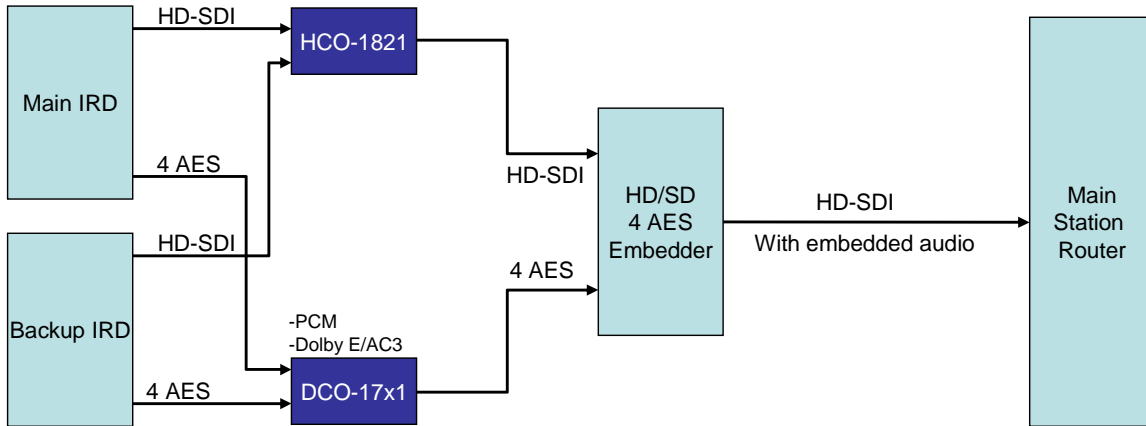 HD-SDI
HCO-1821
Main IRD
4 AES
HD-SDI
HD/SD
4 AES
Embedder
HD-SDI
With embedded audio
Main
Station
Router
HD-SDI
4 AES
Backup IRD
-PCM
-Dolby E/AC3
4 AES
DCO-17x1